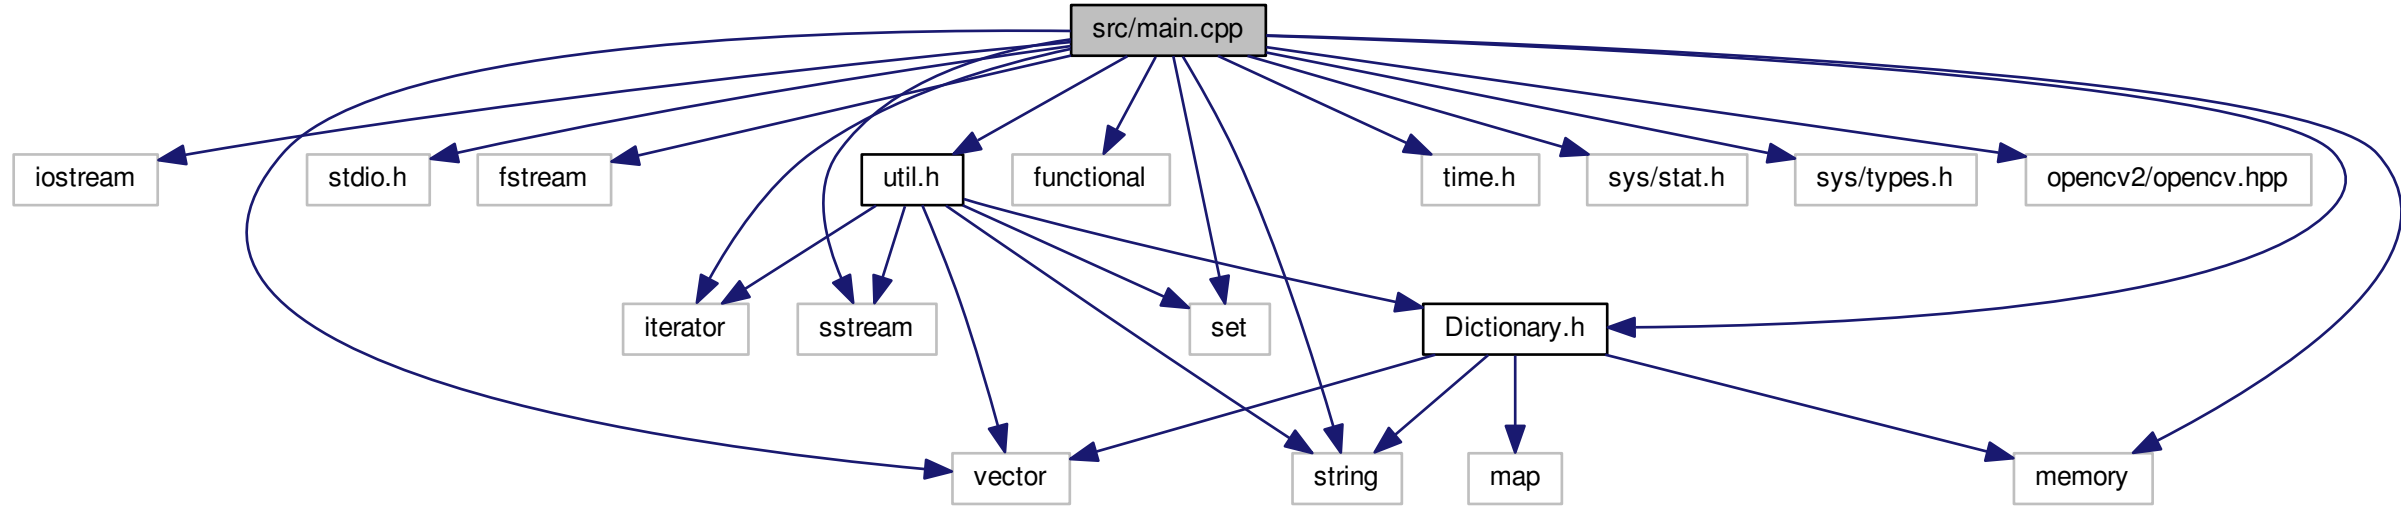 src/main.cpp
iostream
stdio.h
fstream
util.h
functional
time.h
sys/stat.h
sys/types.h
opencv2/opencv.hpp
iterator
sstream
set
Dictionary.h
vector
string
map
memory